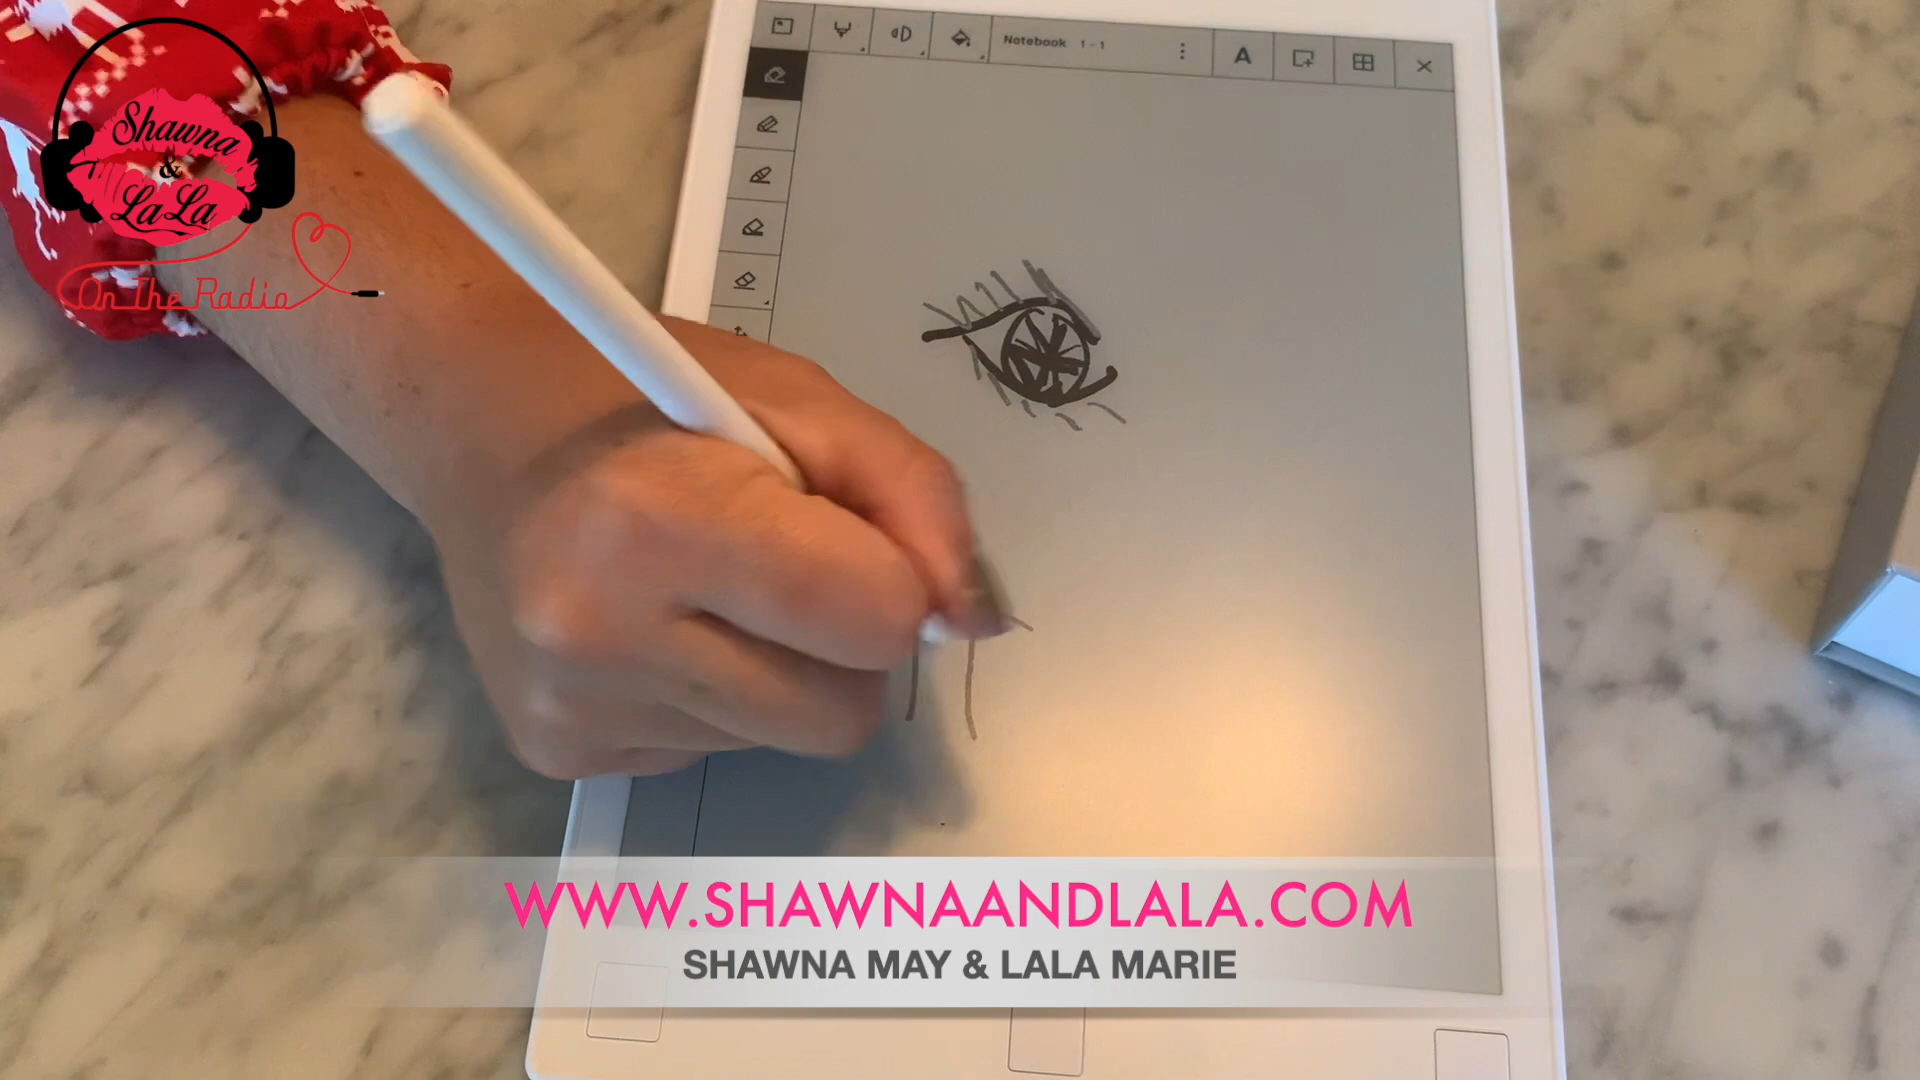 Shawna
&
LaLa
On The Radio
Notebook 1 - 1
A
WWW.SHAWNAANDLALA.COM
SHAWNA MAY & LALA MARIE